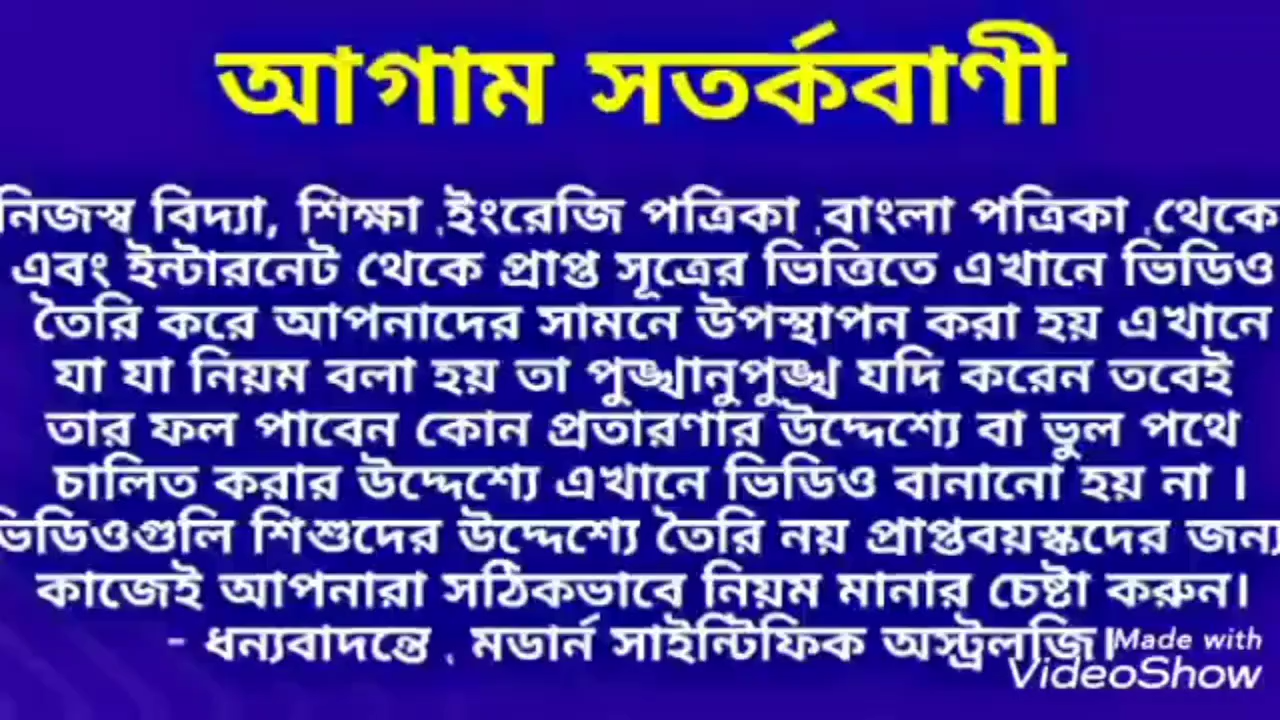 আগাম সতর্কবাণী
নিজস্ব বিদ্যা, শিক্ষা ,ইংরেজি পত্রিকা ,বাংলা পত্রিকা ,থেকে
এবং ইন্টারনেট থেকে প্রাপ্ত সূত্রের ভিত্তিতে এখানে ভিডিও
তৈরি করে আপনাদের সামনে উপস্থাপন করা হয় এখানে
যা যা নিয়ম বলা হয় তা পুঙ্খানুপুঙ্খ যদি করেন তবেই
তার ফল পাবেন কোন প্রতারণার উদ্দেশ্যে বা ভুল পথে
চালিত করার উদ্দেশ্যে এখানে ভিডিও বানানো হয় না ।
ভিডিওগুলি শিশুদের উদ্দেশ্যে তৈরি নয় প্রাপ্তবয়স্কদের জন্য
কাজেই আপনারা সঠিকভাবে নিয়ম মানার চেষ্টা করুন।
- ধন্যবাদন্তে , মডার্ন সাইন্টিফিক অস্ট্রলজি।
Made with
VideoShow